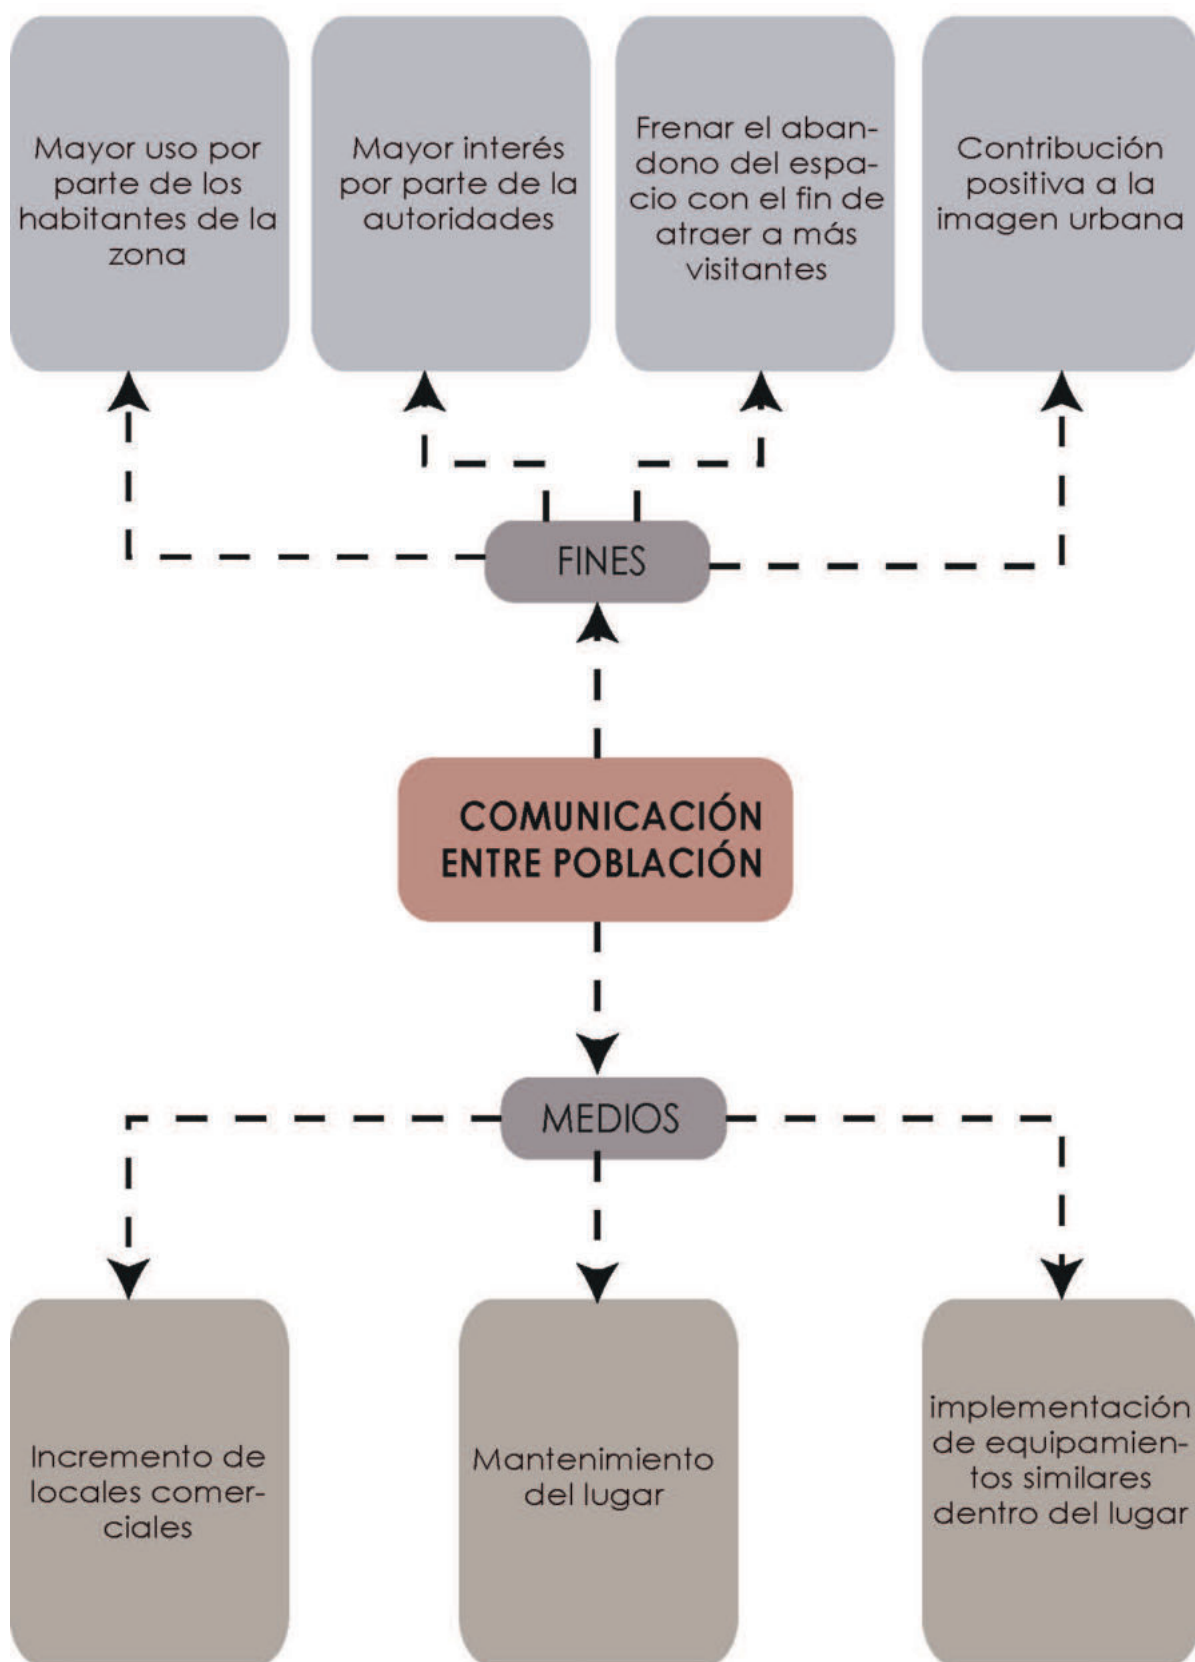 Mayor uso por
parte de los
habitantes de la
zona
Mayor interés
por parte de la
autoridades
Frenar el aban-
dono del espa-
cio con el fin de
atraer a más
visitantes
Contribución
positiva a la
imagen urbana
FINES
COMUNICACIÓN
ENTRE POBLACIÓN
MEDIOS
Incremento de
locales comer-
ciales
Mantenimiento
del lugar
implementación
de equipamien-
tos similares
dentro del lugar